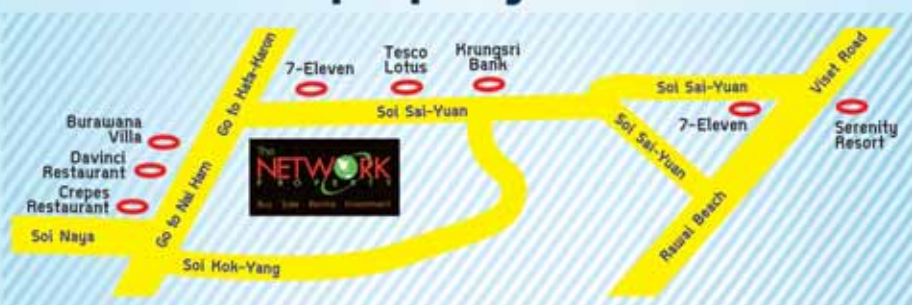 Go to Kata-Karon
7-Eleven
Tesco
Lotus
Krungsri
Bank
Soi Sai-Yuan
Soi Sai-Yuan
Viset Road
7-Eleven
Serenity
Resort
Soi Sai-Yuan
Burawana
Villa
Davinci
Restaurant
Crepes
Restaurant
The
NETWORK
PROPERTY
Buy Sale Rental Investment
Go to Nai Harn
Rawai Beach
Soi Naya
Soi Kok-Yang